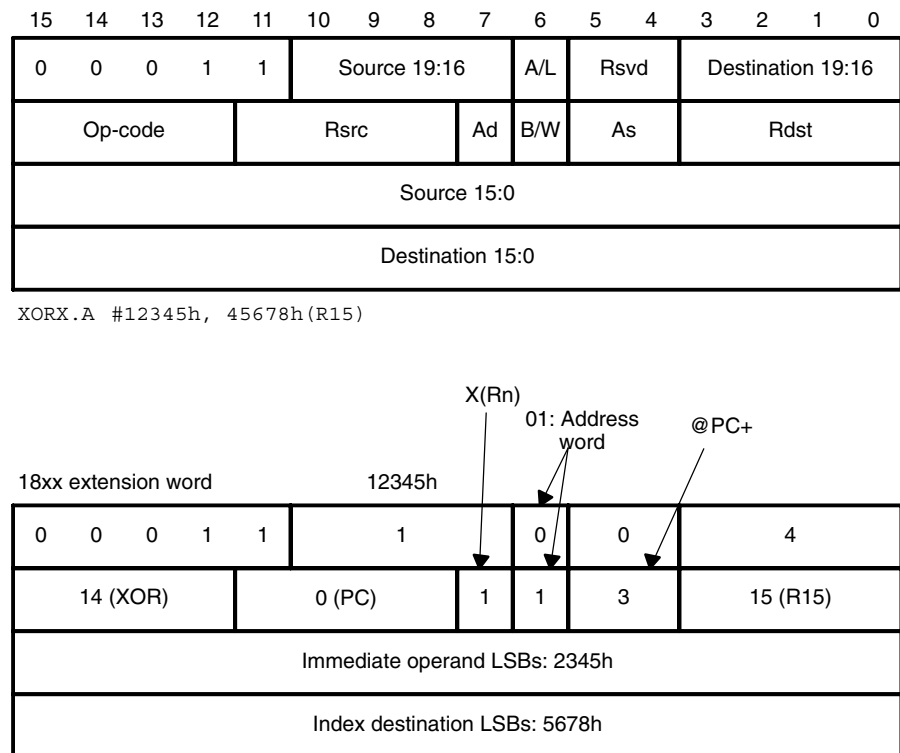 15 14 13 12 11 10 9 8 7 6 5 4 3 2 1 0
0 0 0 1 1 Source 19:16 A/L Rsvd Destination 19:16
Op-code Rsrc Ad B/W As Rdst
Source 15:0
Destination 15:0
XORX.A #12345h, 45678h(R15)
X(Rn)
01: Address
word
@PC+
18xx extension word 12345h
0 0 0 1 1 1 0 0 4
14 (XOR) 0 (PC) 1 1 3 15 (R15)
Immediate operand LSBs: 2345h
Index destination LSBs: 5678h